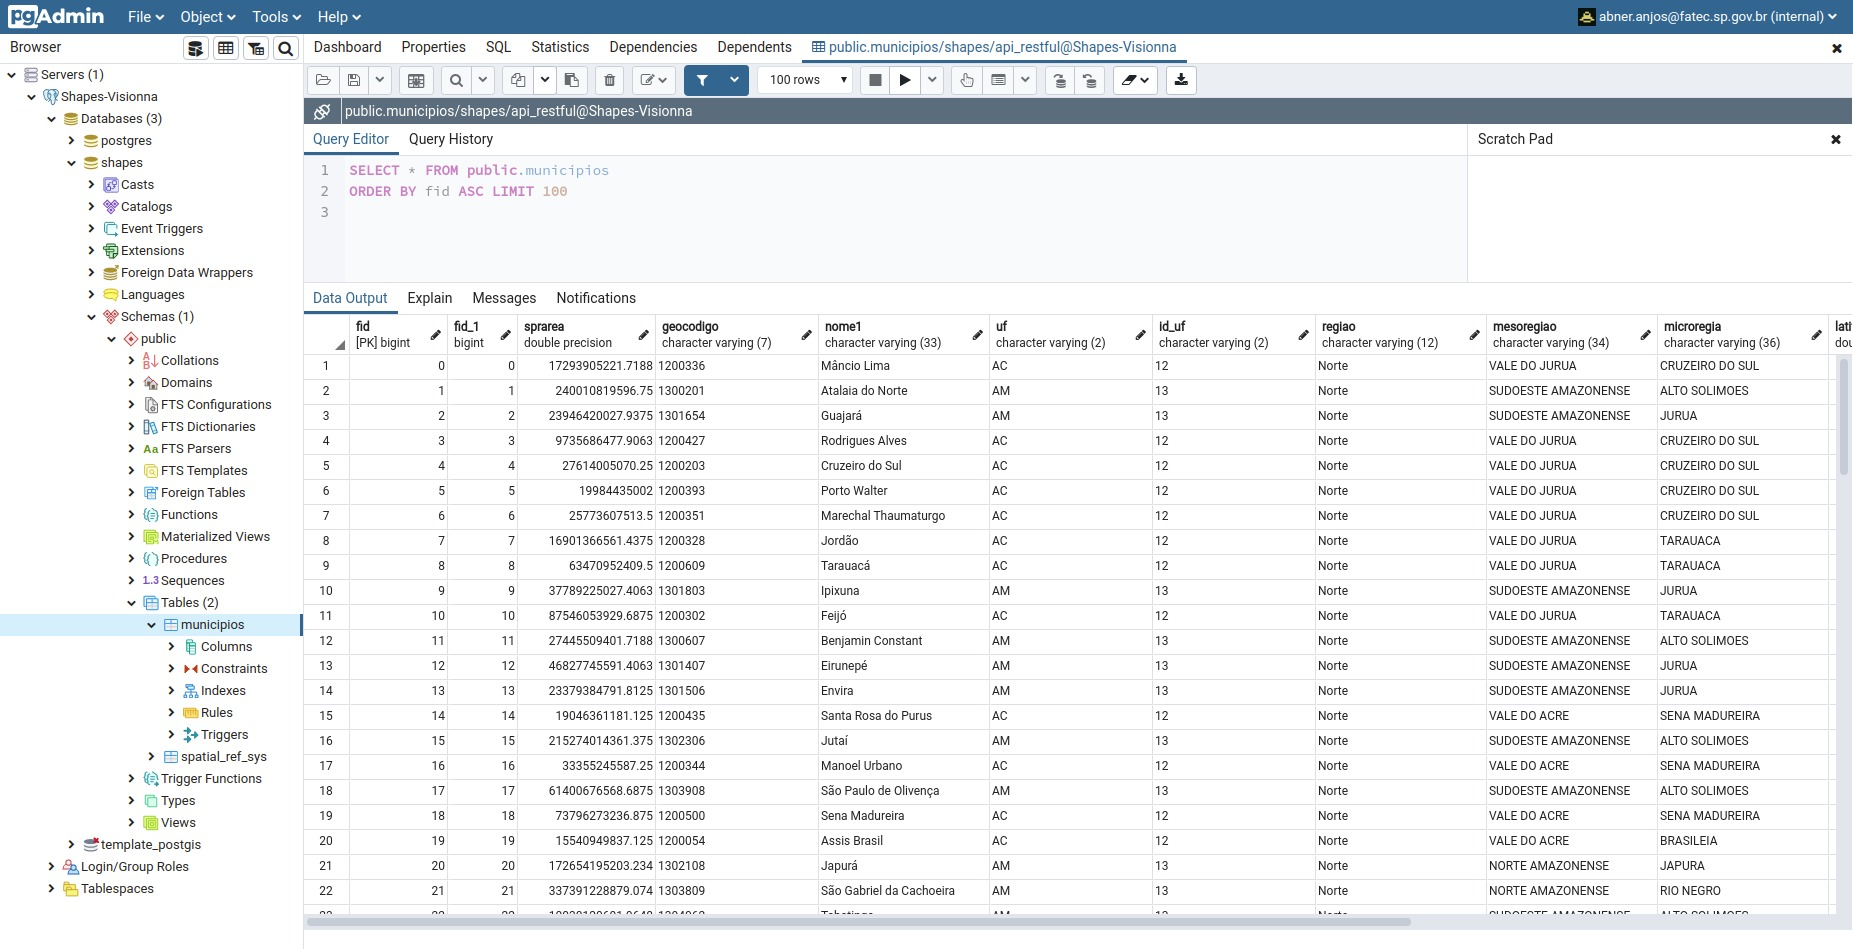 pgAdmin File Object Tools Help abner.anjos@fatec.sp.gov.br (internal)
Browser
Dashboard Properties SQL Statistics Dependencies Dependents public.municipios/shapes/api_restful@Shapes-Visionna
Servers (1)
Shapes-Visionna
Databases (3)
postgres
shapes
Casts
Catalogs
Event Triggers
Extensions
Foreign Data Wrappers
Languages
Schemas (1)
public
Collations
Domains
FTS Configurations
FTS Dictionaries
FTS Parsers
FTS Templates
Foreign Tables
Functions
Materialized Views
Procedures
1..3 Sequences
Tables (2)
municipios
Columns
Constraints
Indexes
Rules
Triggers
spatial_ref_sys
Trigger Functions
Types
Views
template_postgis
Login/Group Roles
Tablespaces
100 rows
public.municipios/shapes/api_restful@Shapes-Visionna
Query Editor Query History
Scratch Pad
1 SELECT * FROM public.municipios
2 ORDER BY fid ASC LIMIT 100
3
Data Output Explain Messages Notifications
fid fid_1 sprarea geocodigo nome1 uf id_uf regiao mesoregiao microregia
[PK] bigint bigint double precision character varying (7) character varying (33) character varying (2) character varying (2) character varying (12) character varying (34) character varying (36)
1 0 0 17293905221.7188 1200336 Mâncio Lima AC 12 Norte VALE DO JURUA CRUZEIRO DO SUL
2 1 1 240010819596.75 1300201 Atalaia do Norte AM 13 Norte SUDOESTE AMAZONENSE ALTO SOLIMOES
3 2 2 23946420027.9375 1301654 Guajará AM 13 Norte SUDOESTE AMAZONENSE JURUA
4 3 3 9735686477.9063 1200427 Rodrigues Alves AC 12 Norte VALE DO JURUA CRUZEIRO DO SUL
5 4 4 27614005070.25 1200203 Cruzeiro do Sul AC 12 Norte VALE DO JURUA CRUZEIRO DO SUL
6 5 5 19984435002 1200393 Porto Walter AC 12 Norte VALE DO JURUA CRUZEIRO DO SUL
7 6 6 25773607513.5 1200351 Marechal Thaumaturgo AC 12 Norte VALE DO JURUA CRUZEIRO DO SUL
8 7 7 16901366561.4375 1200328 Jordão AC 12 Norte VALE DO JURUA TARAUACA
9 8 8 63470952409.5 1200609 Tarauacá AC 12 Norte VALE DO JURUA TARAUACA
10 9 9 37789225027.4063 1301803 Ipixuna AM 13 Norte SUDOESTE AMAZONENSE JURUA
11 10 10 87546053929.6875 1200302 Feijó AC 12 Norte VALE DO JURUA TARAUACA
12 11 11 27445509401.7188 1300607 Benjamin Constant AM 13 Norte SUDOESTE AMAZONENSE ALTO SOLIMOES
13 12 12 46827745591.4063 1301407 Eirunepé AM 13 Norte SUDOESTE AMAZONENSE JURUA
14 13 13 23379384791.8125 1301506 Envira AM 13 Norte SUDOESTE AMAZONENSE JURUA
15 14 14 19046361181.125 1200435 Santa Rosa do Purus AC 12 Norte VALE DO ACRE SENA MADUREIRA
16 15 15 215274014361.375 1302306 Jutaí AM 13 Norte SUDOESTE AMAZONENSE ALTO SOLIMOES
17 16 16 33355245587.25 1200344 Manoel Urbano AC 12 Norte VALE DO ACRE SENA MADUREIRA
18 17 17 61400676568.6875 1303908 São Paulo de Olivença AM 13 Norte SUDOESTE AMAZONENSE ALTO SOLIMOES
19 18 18 73796273236.875 1200500 Sena Madureira AC 12 Norte VALE DO ACRE SENA MADUREIRA
20 19 19 15540949837.125 1200054 Assis Brasil AC 12 Norte VALE DO ACRE BRASILEIA
21 20 20 172654195203.234 1302108 Japurá AM 13 Norte NORTE AMAZONENSE JAPURA
22 21 21 337391228879.074 1303809 São Gabriel da Cachoeira AM 13 Norte NORTE AMAZONENSE RIO NEGRO